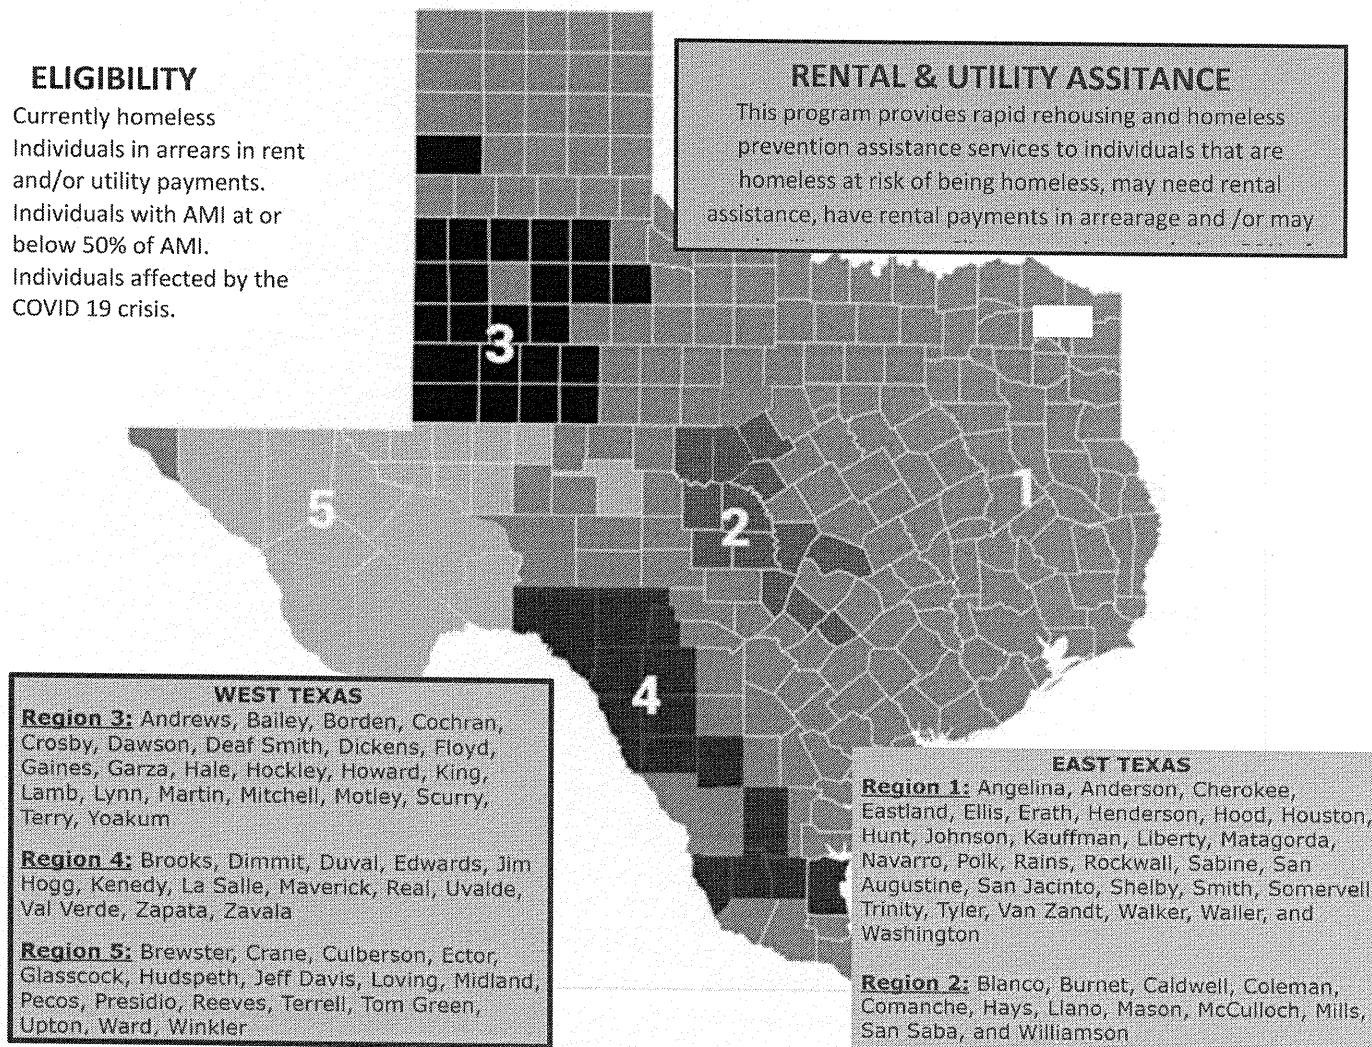 ELIGIBILITY
Currently homeless
Individuals in arrears in rent
and/or utility payments.
Individuals with AMI at or
below 50% of AMI.
Individuals affected by the
COVID 19 crisis.
RENTAL & UTILITY ASSITANCE
This program provides rapid rehousing and homeless
prevention assistance services to individuals that are
homeless at risk of being homeless, may need rental
assistance, have rental payments in arrearage and /or may
3
5
2
1
4
WEST TEXAS
Region 3: Andrews, Bailey, Borden, Cochran,
Crosby, Dawson, Deaf Smith, Dickens, Floyd,
Gaines, Garza, Hale, Hockley, Howard, King,
Lamb, Lynn, Martin, Mitchell, Motley, Scurry,
Terry, Yoakum
Region 4: Brooks, Dimmit, Duval, Edwards, Jim
Hogg, Kenedy, La Salle, Maverick, Real, Uvalde,
Val Verde, Zapata, Zavala
Region 5: Brewster, Crane, Culberson, Ector,
Glasscock, Hudspeth, Jeff Davis, Loving, Midland,
Pecos, Presidio, Reeves, Terrell, Tom Green,
Upton, Ward, Winkler
EAST TEXAS
Region 1: Angelina, Anderson, Cherokee,
Eastland, Ellis, Erath, Henderson, Hood, Houston,
Hunt, Johnson, Kauffman, Liberty, Matagorda,
Navarro, Polk, Rains, Rockwall, Sabine, San
Augustine, San Jacinto, Shelby, Smith, Somervell
Trinity, Tyler, Van Zandt, Walker, Waller, and
Washington
Region 2: Blanco, Burnet, Caldwell, Coleman,
Comanche, Hays, Llano, Mason, McCulloch, Mills,
San Saba, and Williamson